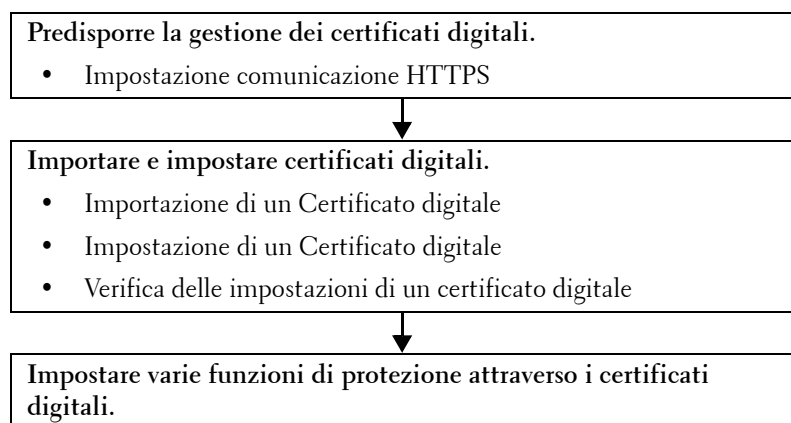 Predisporre la gestione dei certificati digitali.
• Impostazione comunicazione HTTPS
Importare e impostare certificati digitali.
• Importazione di un Certificato digitale
• Impostazione di un Certificato digitale
• Verifica delle impostazioni di un certificato digitale
Impostare varie funzioni di protezione attraverso i certificati
digitali.